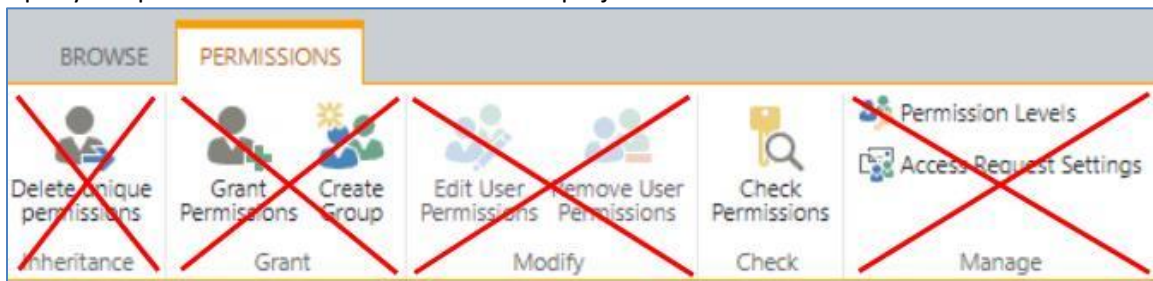 BROWSE PERMISSIONS
Delete unique
permissions
Inheritance
Grant
Permissions
Create
Group
Grant
Edit User
Permissions
Remove User
Permissions
Modify
Check
Permissions
Check
Permission Levels
Access Request Settings
Manage